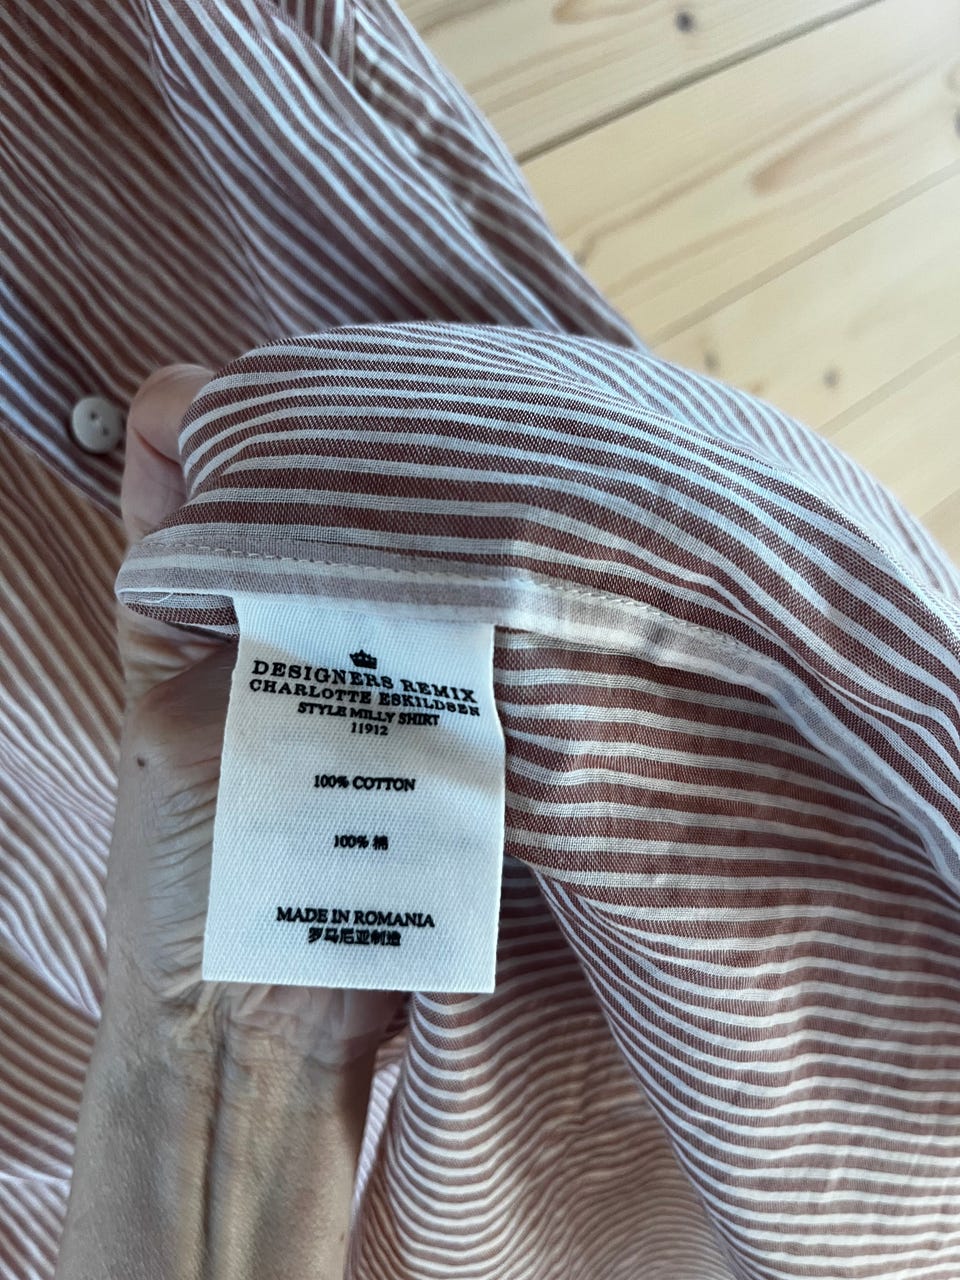 DESIGNERS REMIX
CHARLOTTE ESKILDSEN
STYLE MILLY SHIRT
11912
100% COTTON
100% 棉
MADE IN ROMANIA
罗马尼亚制造